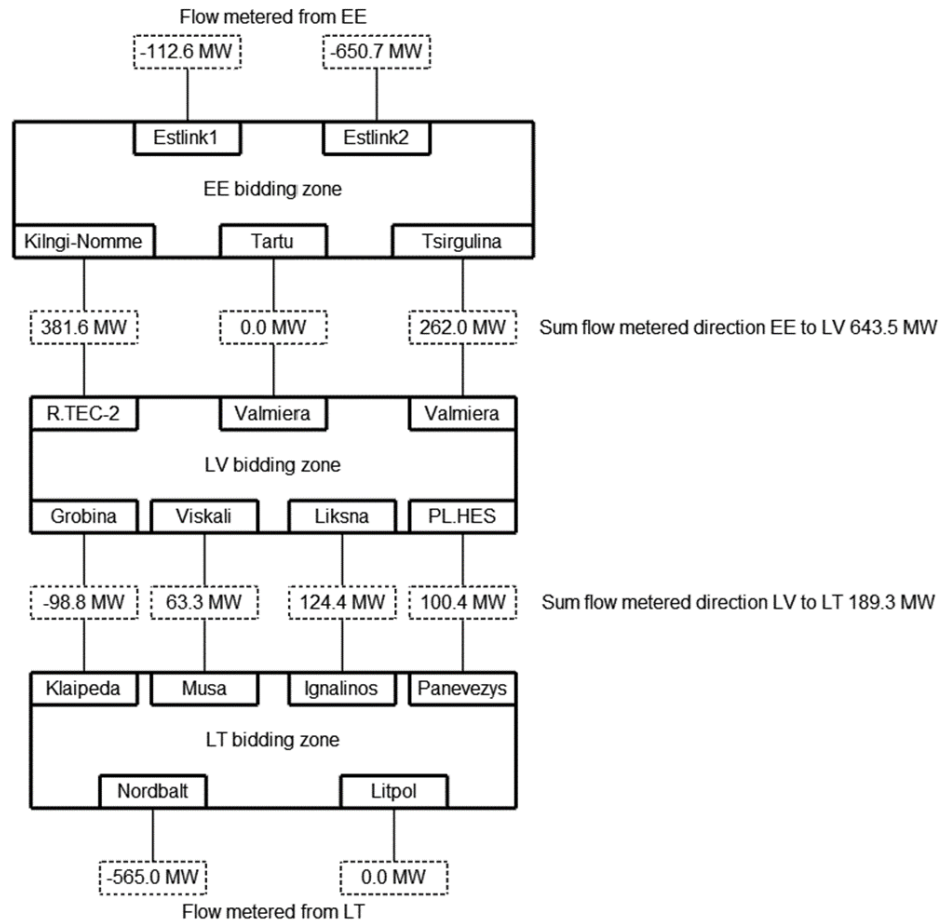 Flow metered from EE
-112.6 MW -650.7 MW
Estlink1 Estlink2
EE bidding zone
Kilngi-Nomme Tartu Tsirgulina
381.6 MW 0.0 MW 262.0 MW Sum flow metered direction EE to LV 643.5 MW
R.TEC-2 Valmiera Valmiera
LV bidding zone
Grobina Viskali Liksna PL.HES
-98.8 MW 63.3 MW 124.4 MW 100.4 MW Sum flow metered direction LV to LT 189.3 MW
Klaipeda Musa Ignalinos Panevezys
LT bidding zone
Nordbalt Litpol
-565.0 MW 0.0 MW
Flow metered from LT